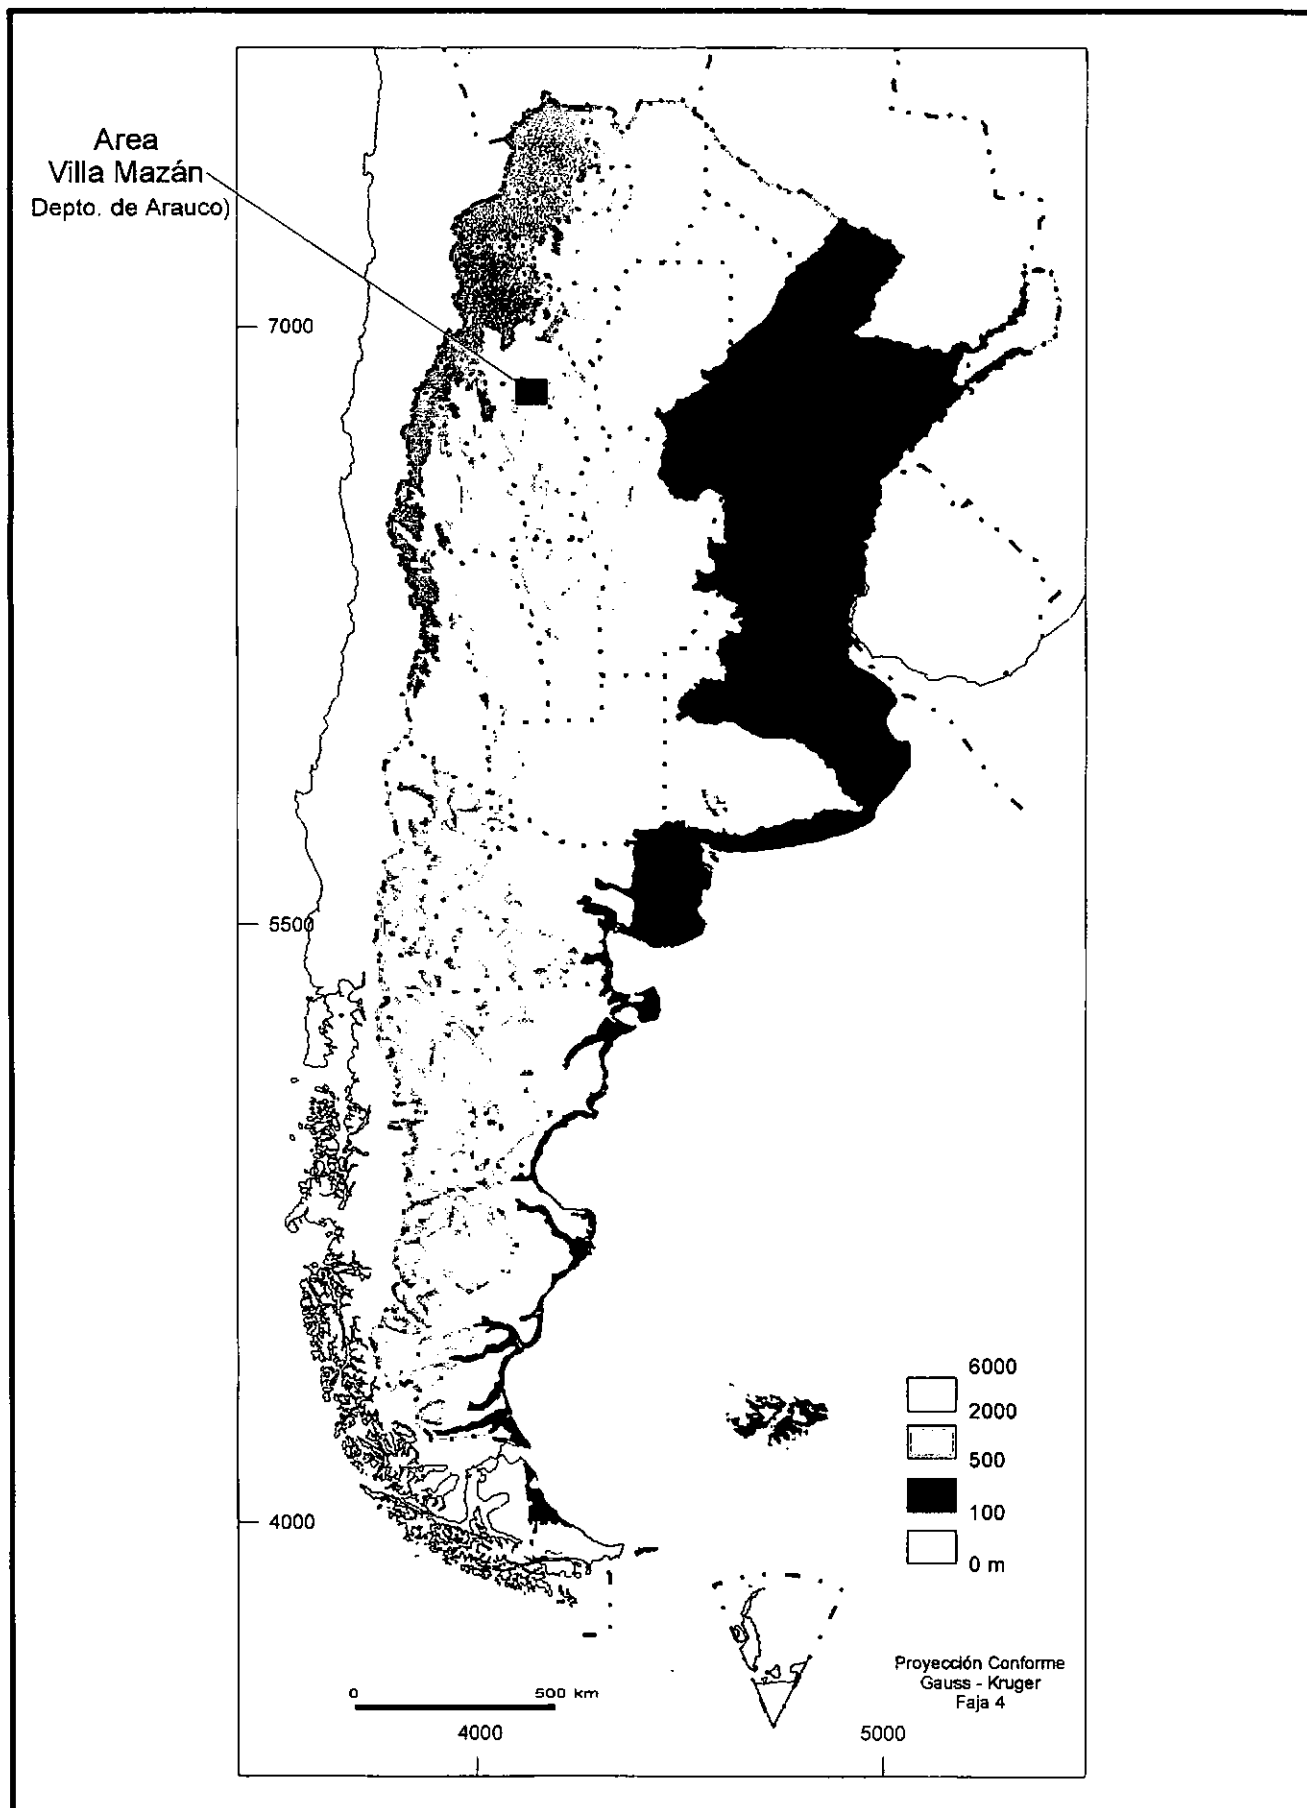 Area
Villa Mazán
Depto. de Arauco)
7000
5500
4000
6000
2000
500
100
0 m
Proyección Conforme
Gauss - Kruger
Faja 4
0 500 km
4000 5000